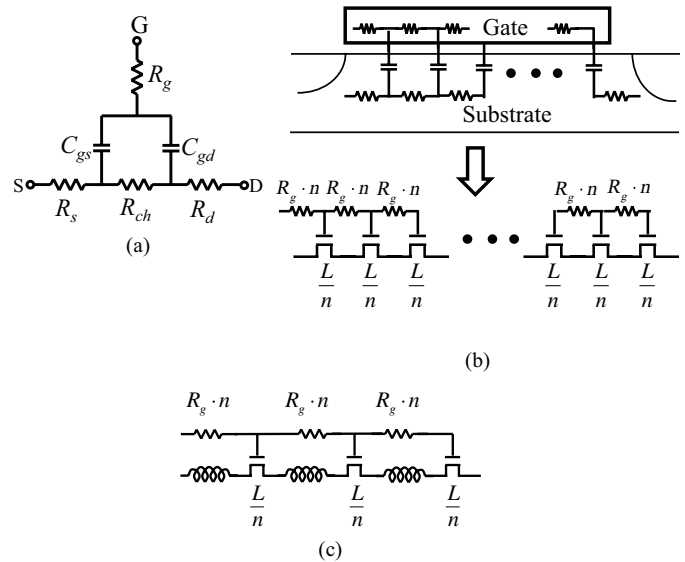 G
R_g
C_gs
C_gd
S
D
R_s
R_ch
R_d
(a)
Gate
Substrate
R_g · n R_g · n R_g · n
R_g · n R_g · n
L/n L/n L/n
L/n L/n L/n
(b)
R_g · n R_g · n R_g · n
L/n L/n L/n
(c)